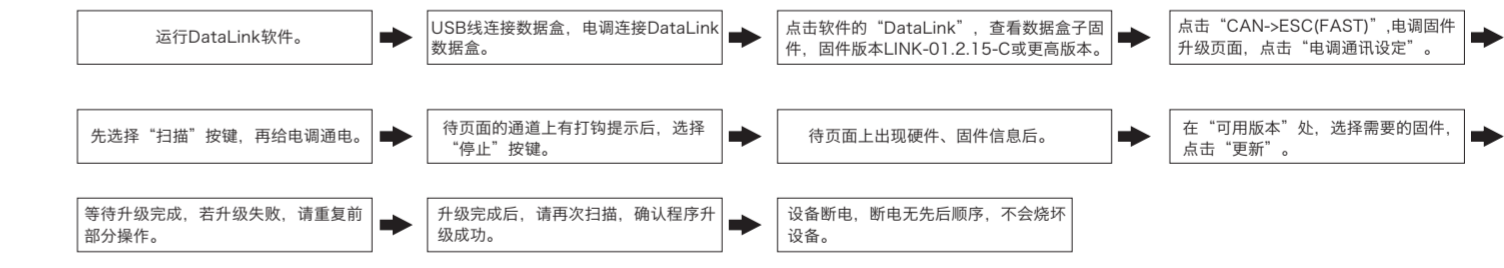 运行DataLink软件。
USB线连接数据盒，电调连接DataLink
数据盒。
点击软件的“DataLink”，查看数据盒子固
件，固件版本LINK-01.2.15-C或更高版本。
点击“CAN->ESC(FAST)”,电调固件
升级页面，点击“电调通讯设定”。
先选择“扫描”按键，再给电调通电。
待页面的通道上有打钩提示后，选择
“停止”按键。
待页面上出现硬件、固件信息后。
在“可用版本”处，选择需要的固件，
点击“更新”。
等待升级完成，若升级失败，请重复前
部分操作。
升级完成后，请再次扫描，确认程序升
级成功。
设备断电，断电无先后顺序，不会烧坏
设备。